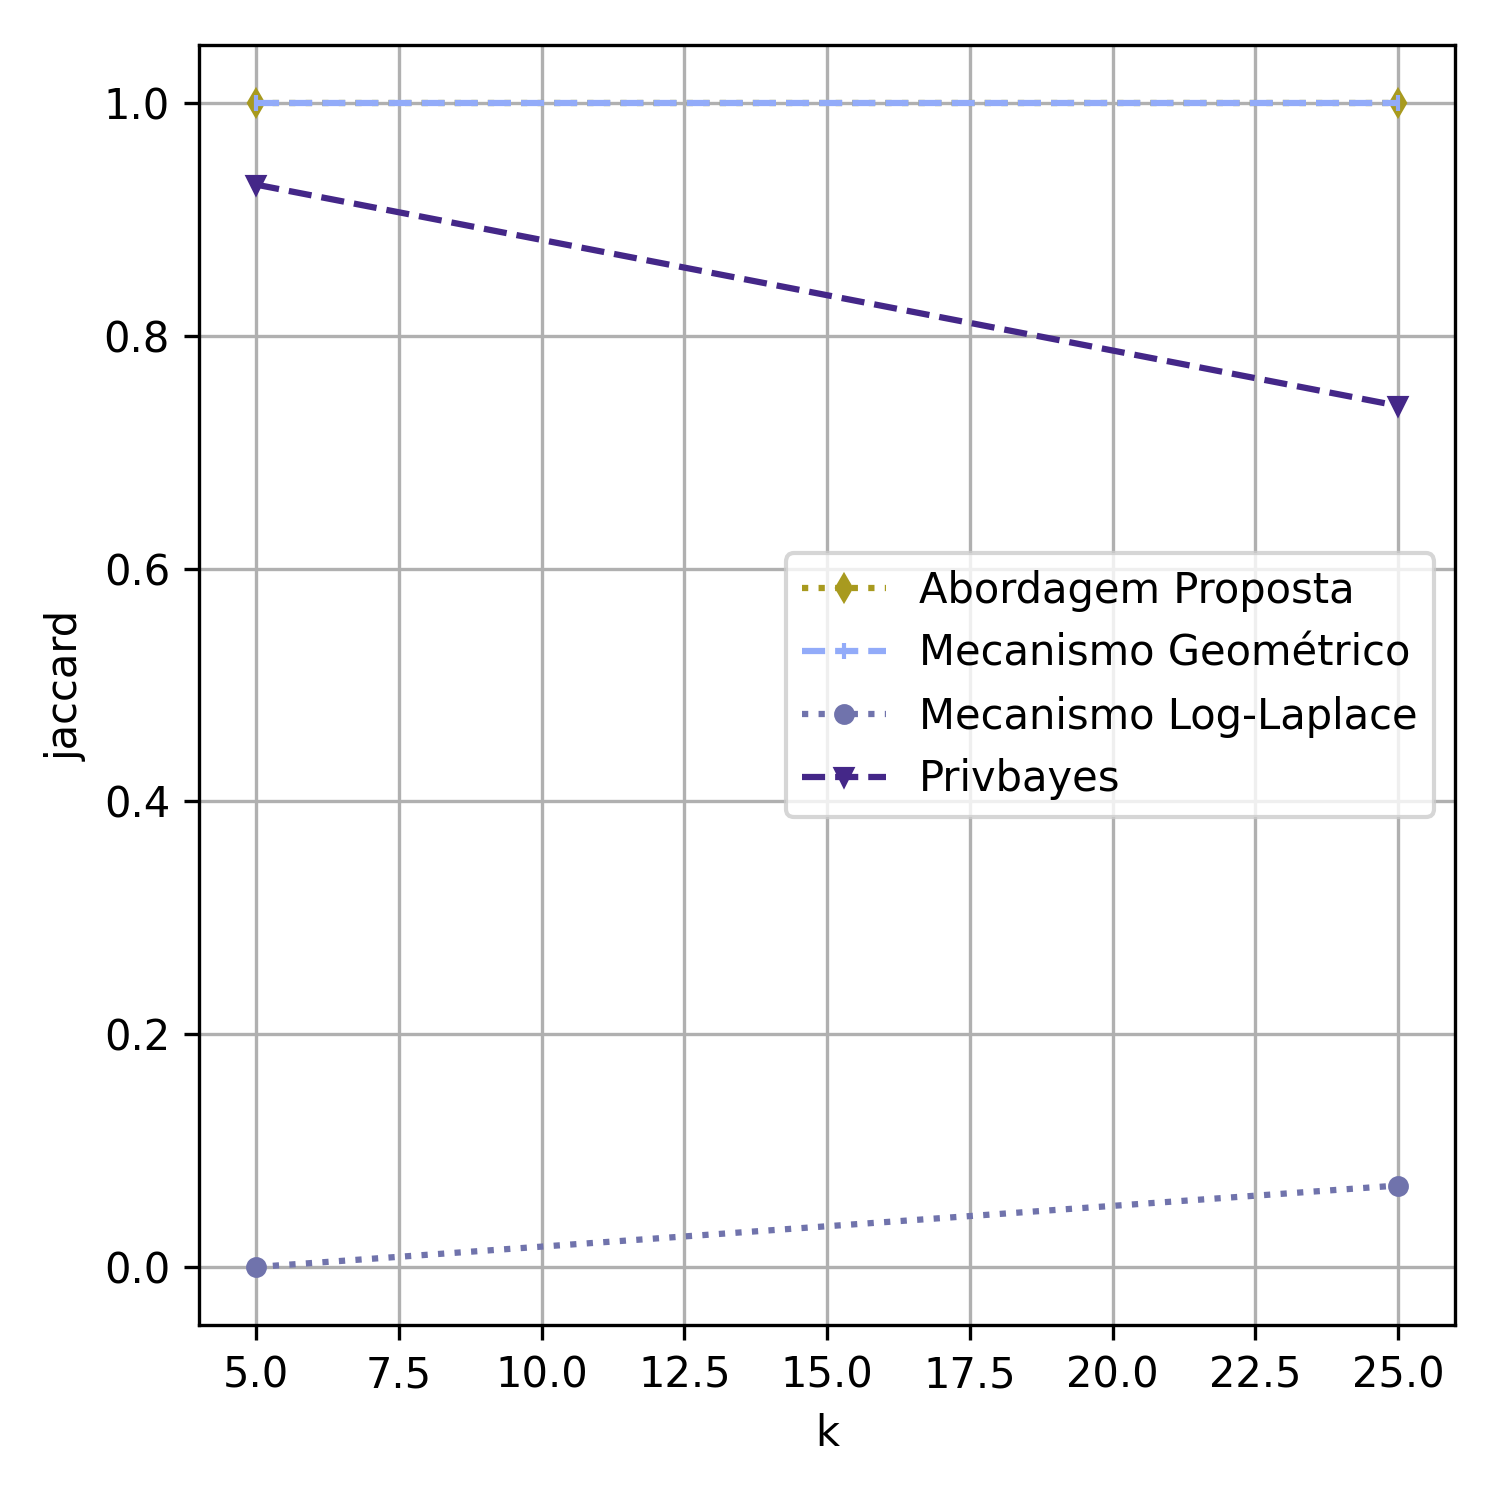 1.0
0.8
0.6
0.4
0.2
0.0
jaccard
Abordagem Proposta
Mecanismo Geométrico
Mecanismo Log-Laplace
Privbayes
5.0 7.5 10.0 12.5 15.0 17.5 20.0 22.5 25.0
k